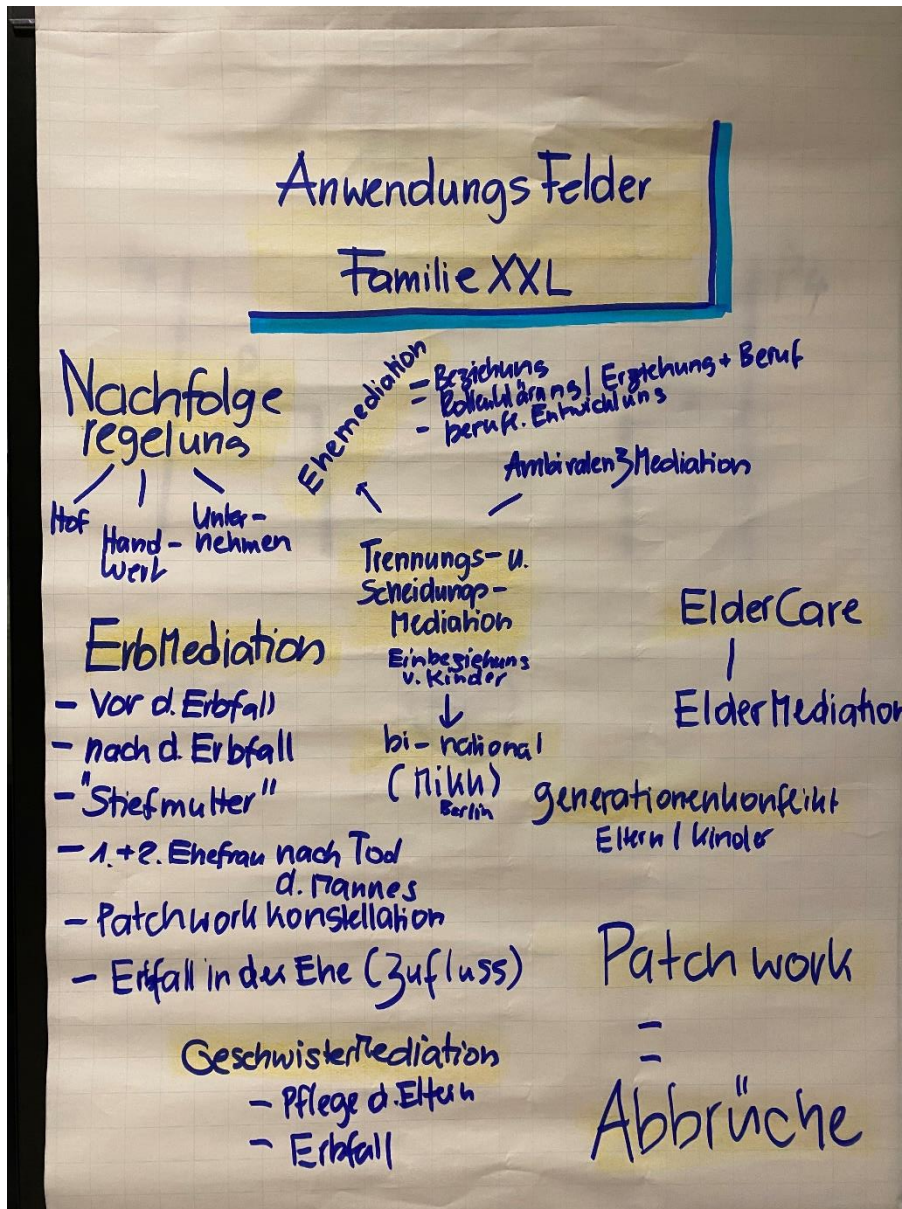 Anwendungs Felder
Familie XXL
Nachfolge
regelung
Hof
Hand-
werk
Unter-
nehmen
Ehemediation
- Beziehung
- Rollenklärung / Erziehung + Beruf
- berufl. Entwicklung
Ambivalenz Mediation
Trennungs- u.
Scheidungs-
Mediation
Einbeziehung
v. Kinder
bi-national
(MiKK)
Berlin
ErbMediation
- Vor d. Erbfall
- nach d. Erbfall
- "Stiefmutter"
- 1.+2. Ehefrau nach Tod
d. Mannes
- Patchwork konstellation
- Erbfall in der Ehe (Zufluss)
GeschwisterMediation
- Pflege d. Eltern
- Erbfall
ElderCare
ElderMediation
Generationenkonflikt
Eltern / Kinder
Patchwork
-
-
Abbrüche